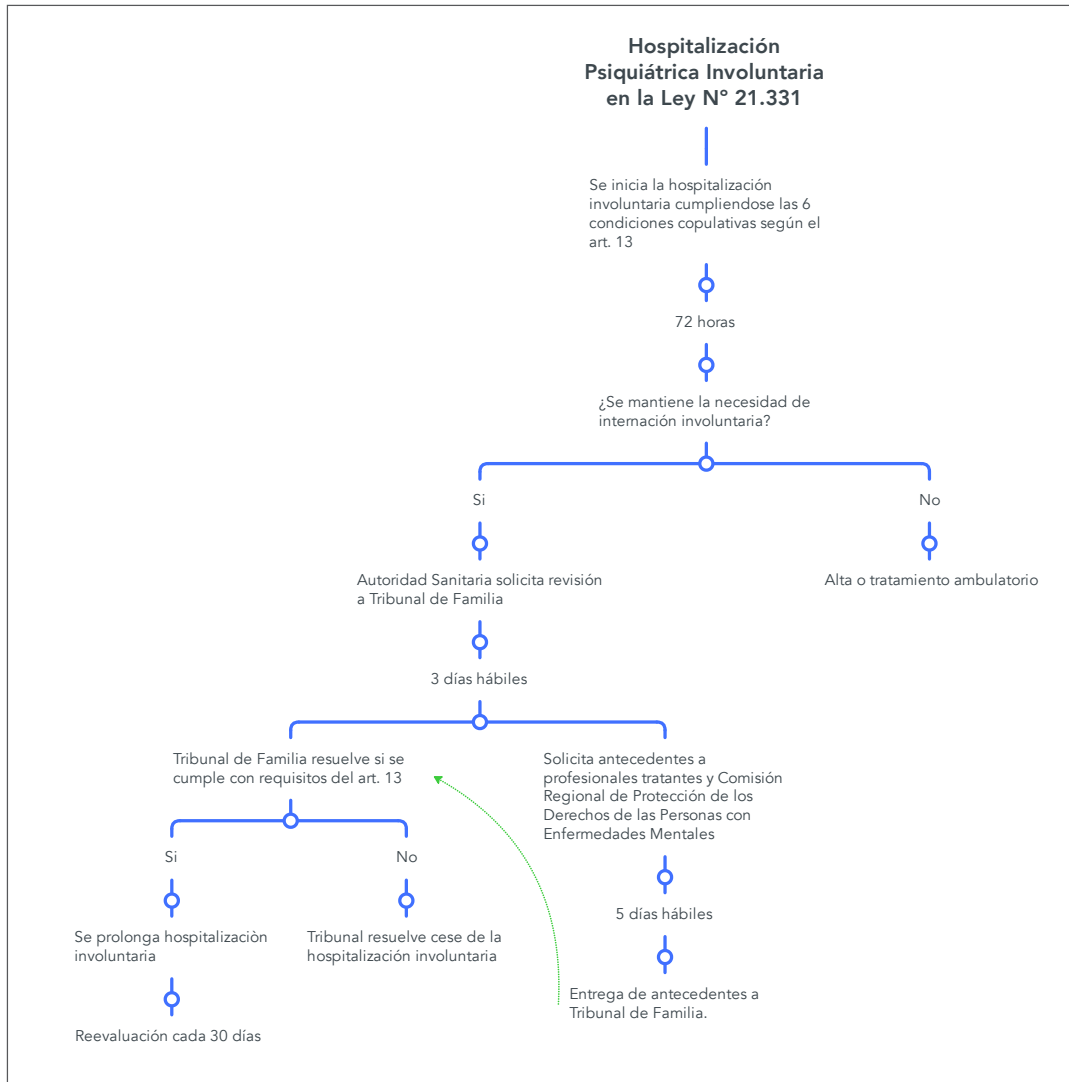 Hospitalización
Psiquiátrica Involuntaria
en la Ley N° 21.331
Se inicia la hospitalización
involuntaria cumpliendose las 6
condiciones copulativas según el
art. 13
72 horas
¿Se mantiene la necesidad de
internación involuntaria?
Si
No
Autoridad Sanitaria solicita revisión
a Tribunal de Familia
Alta o tratamiento ambulatorio
3 días hábiles
Tribunal de Familia resuelve si se
cumple con requisitos del art. 13
Solicita antecedentes a
profesionales tratantes y Comisión
Regional de Protección de los
Derechos de las Personas con
Enfermedades Mentales
Si
No
5 días hábiles
Se prolonga hospitalizaciòn
involuntaria
Tribunal resuelve cese de la
hospitalización involuntaria
Entrega de antecedentes a
Tribunal de Familia.
Reevaluación cada 30 días